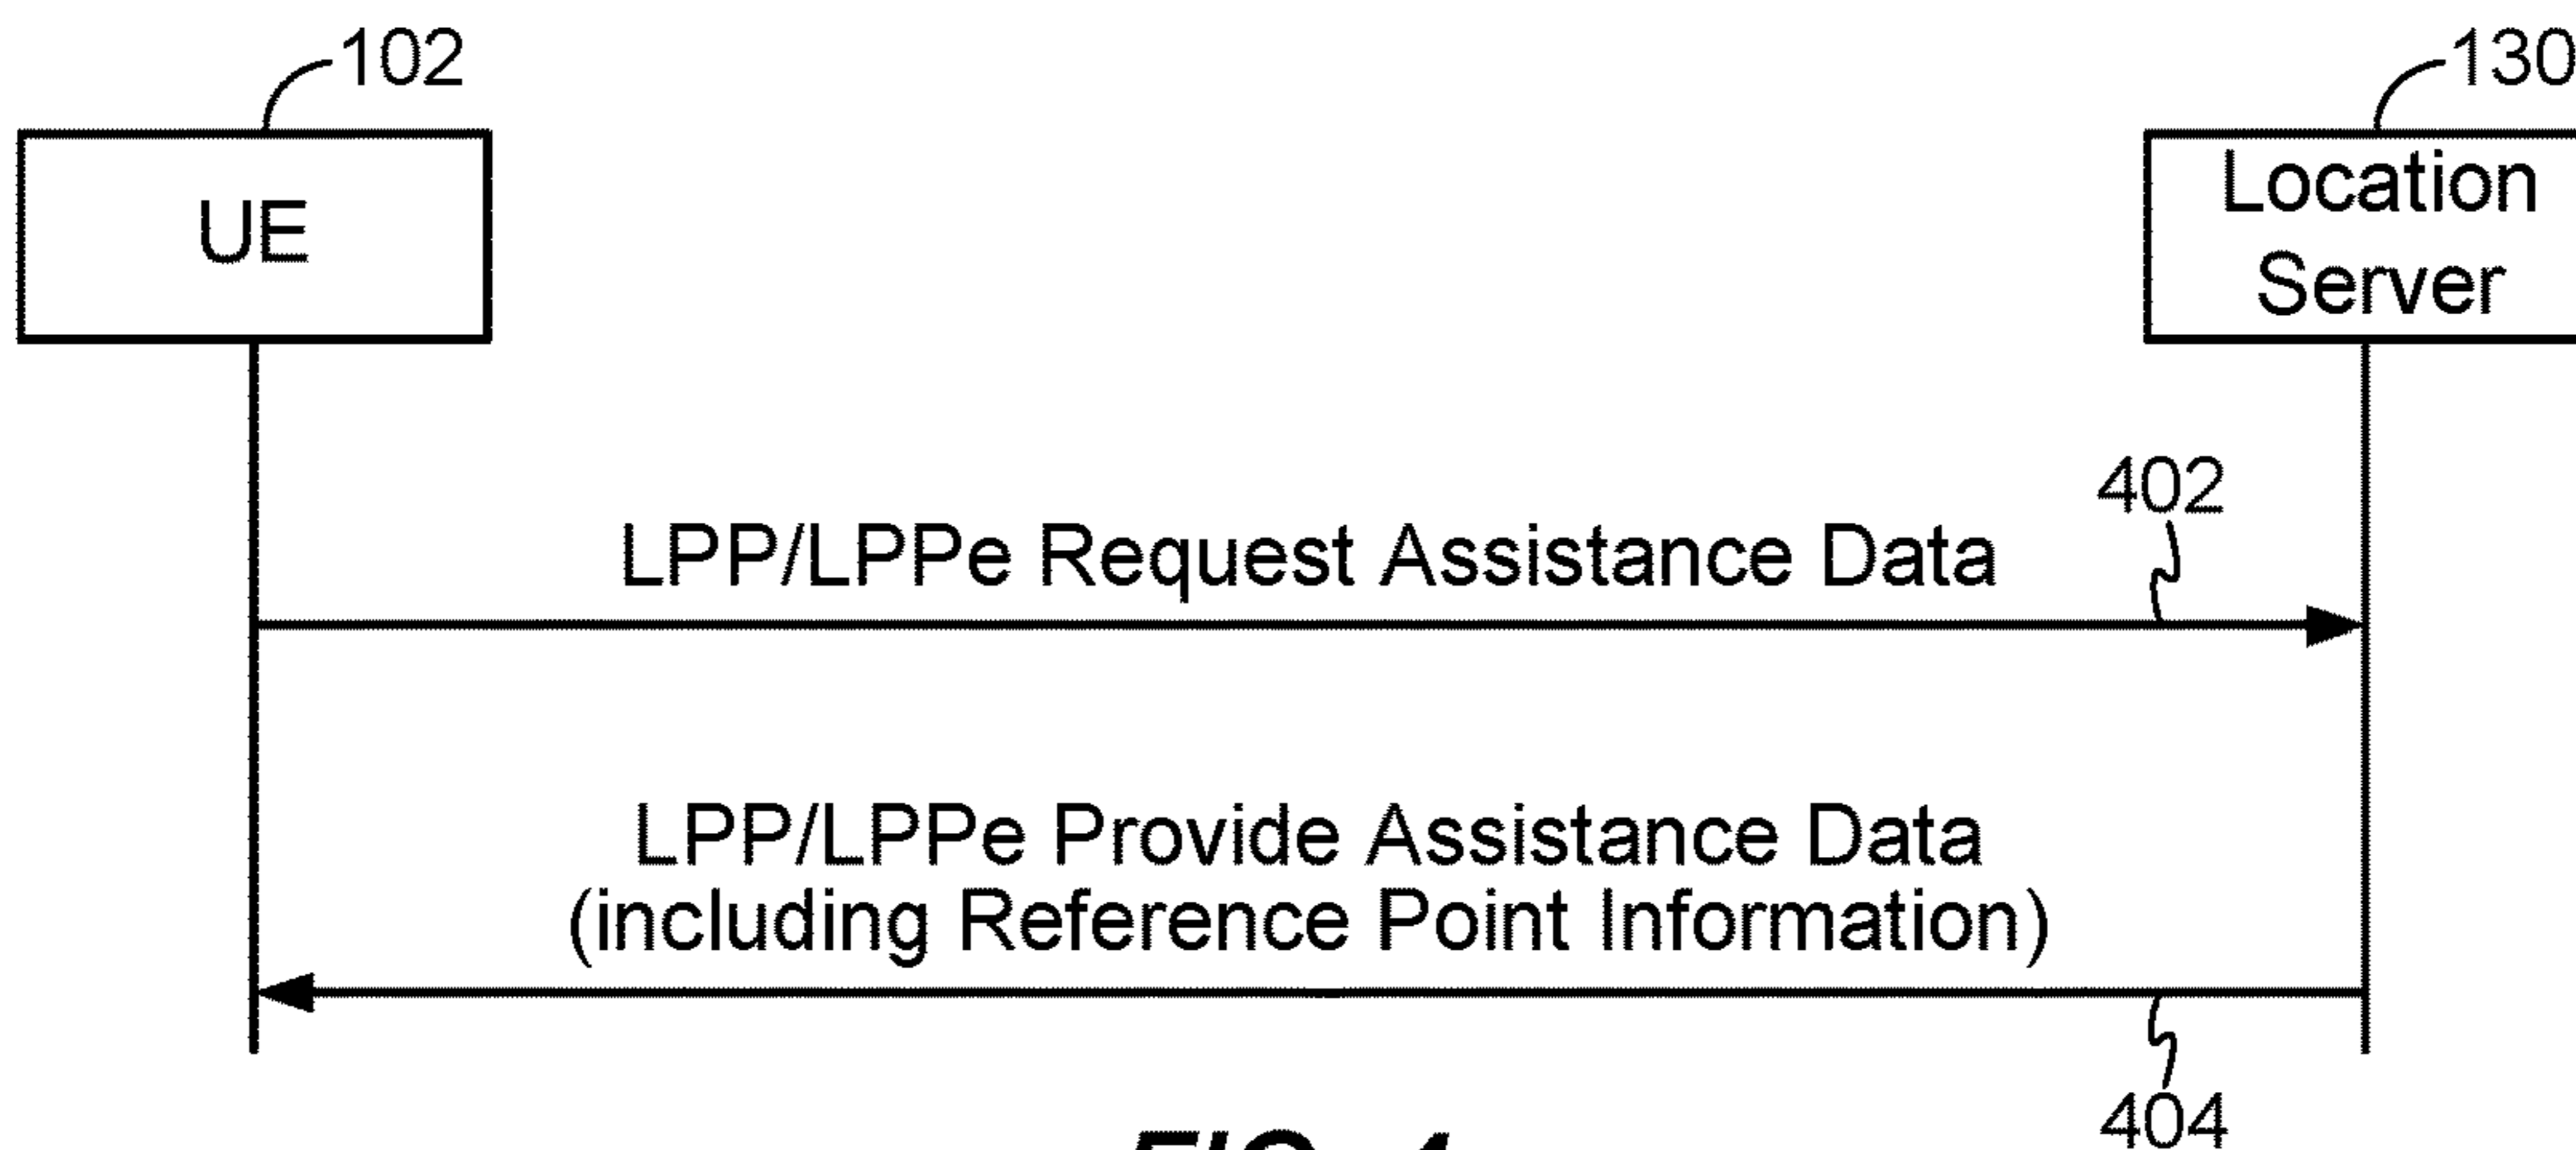 102
130
UE
Location
Server
402
LPP/LPPe Request Assistance Data
LPP/LPPe Provide Assistance Data
(including Reference Point Information)
404